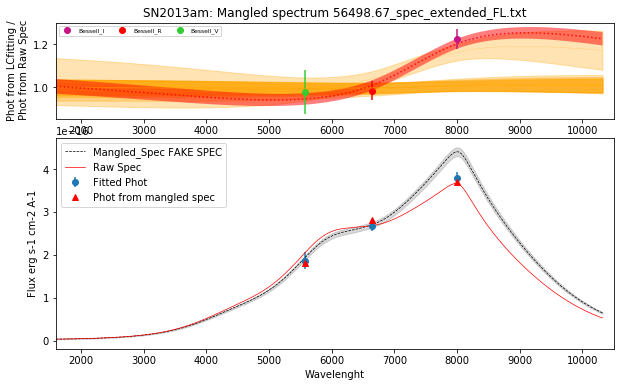 SN2013am: Mangled spectrum 56498.67_spec_extended_FL.txt
Phot from LCfitting /
Phot from Raw Spec
Bessell_I Bessell_R Bessell_V
1.2
1.0
2000 3000 4000 5000 6000 7000 8000 9000 10000
1e-16
Flux erg s-1 cm-2 A-1
4
3
2
1
0
Mangled_Spec FAKE SPEC
Raw Spec
Fitted Phot
Phot from mangled spec
2000 3000 4000 5000 6000 7000 8000 9000 10000
Wavelenght